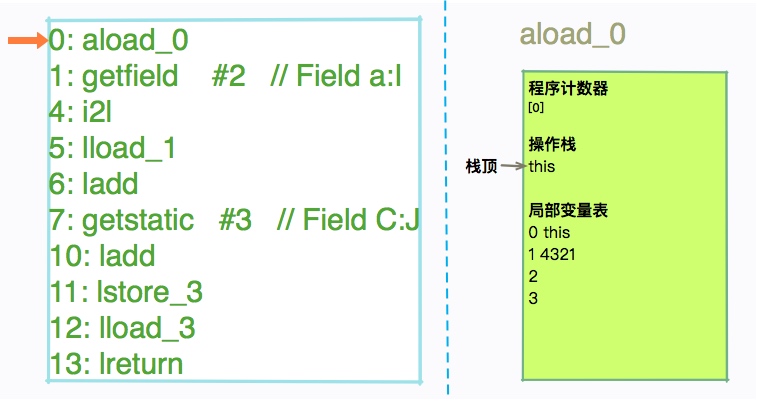 0: aload_0
1: getfield #2 // Field a:I
4: i2l
5: lload_1
6: ladd
7: getstatic #3 // Field C:J
10: ladd
11: lstore_3
12: lload_3
13: lreturn
aload_0
程序计数器
[0]
操作栈
栈顶 this
局部变量表
0 this
1 4321
2
3